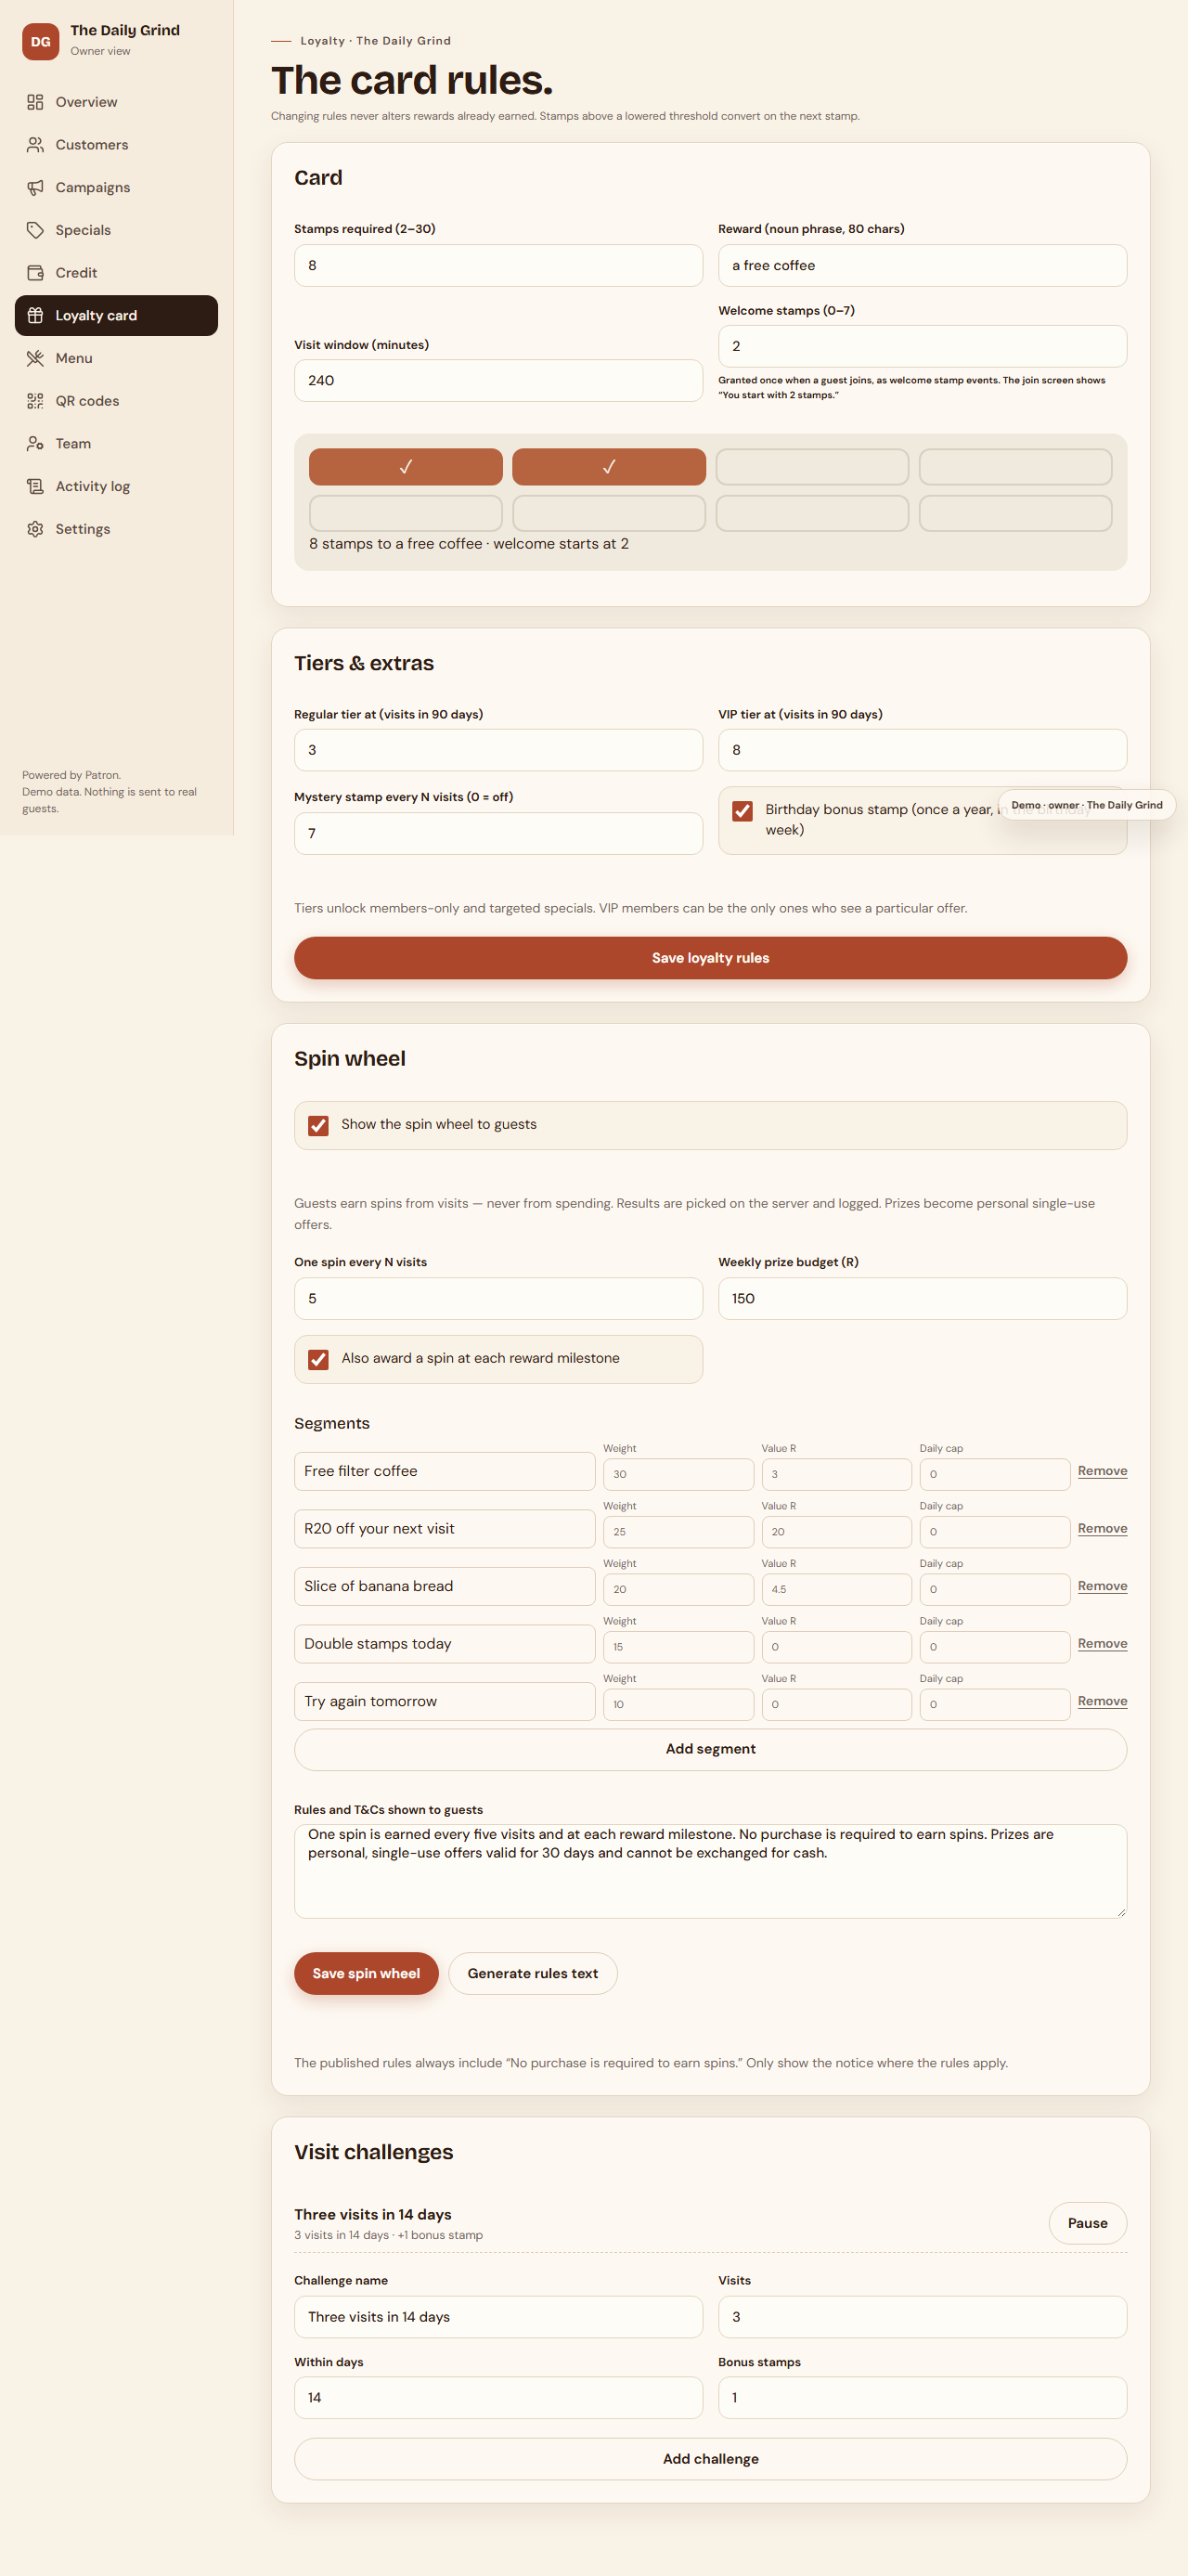 DG
The Daily Grind
Owner view
Overview
Customers
Campaigns
Specials
Credit
Loyalty card
Menu
QR codes
Team
Activity log
Settings
Powered by Patron.
Demo data. Nothing is sent to real
guests.
Loyalty · The Daily Grind
The card rules.
Changing rules never alters rewards already earned. Stamps above a lowered threshold convert on the next stamp.
Card
Stamps required (2–30)
8
Reward (noun phrase, 80 chars)
a free coffee
Visit window (minutes)
240
Welcome stamps (0–7)
2
Granted once when a guest joins, as welcome stamp events. The join screen shows
“You start with 2 stamps.”
✓ ✓
8 stamps to a free coffee · welcome starts at 2
Tiers & extras
Regular tier at (visits in 90 days)
3
VIP tier at (visits in 90 days)
8
Mystery stamp every N visits (0 = off)
7
Birthday bonus stamp (once a year, in the birthday
week)
Demo · owner · The Daily Grind
Tiers unlock members-only and targeted specials. VIP members can be the only ones who see a particular offer.
Save loyalty rules
Spin wheel
Show the spin wheel to guests
Guests earn spins from visits — never from spending. Results are picked on the server and logged. Prizes become personal single-use
offers.
One spin every N visits
5
Weekly prize budget (R)
150
Also award a spin at each reward milestone
Segments
Weight Value R Daily cap
Free filter coffee 30 3 0 Remove
Weight Value R Daily cap
R20 off your next visit 25 20 0 Remove
Weight Value R Daily cap
Slice of banana bread 20 4.5 0 Remove
Weight Value R Daily cap
Double stamps today 15 0 0 Remove
Weight Value R Daily cap
Try again tomorrow 10 0 0 Remove
Add segment
Rules and T&Cs shown to guests
One spin is earned every five visits and at each reward milestone. No purchase is required to earn spins. Prizes are
personal, single-use offers valid for 30 days and cannot be exchanged for cash.
Save spin wheel
Generate rules text
The published rules always include “No purchase is required to earn spins.” Only show the notice where the rules apply.
Visit challenges
Three visits in 14 days
3 visits in 14 days · +1 bonus stamp
Pause
Challenge name
Three visits in 14 days
Visits
3
Within days
14
Bonus stamps
1
Add challenge